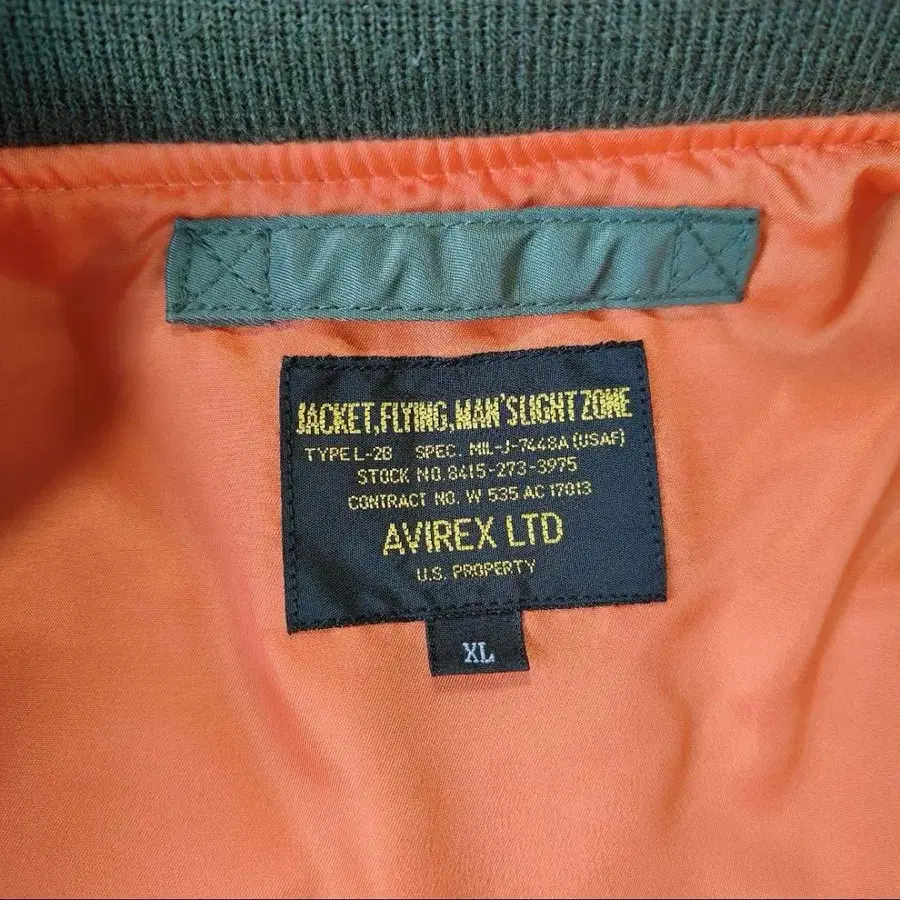 JACKET, FLYING, MAN'S LIGHT ZONE
TYPE L-2B SPEC. MIL-J-7448A (USAF)
STOCK NO. 8415-273-3975
CONTRACT NO. W 535 AC 17013
AVIREX LTD
U.S. PROPERTY
XL